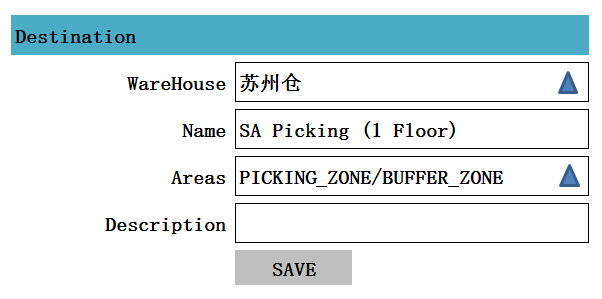 Destination
WareHouse 苏州仓
Name SA Picking (1 Floor)
Areas PICKING_ZONE/BUFFER_ZONE
Description
SAVE